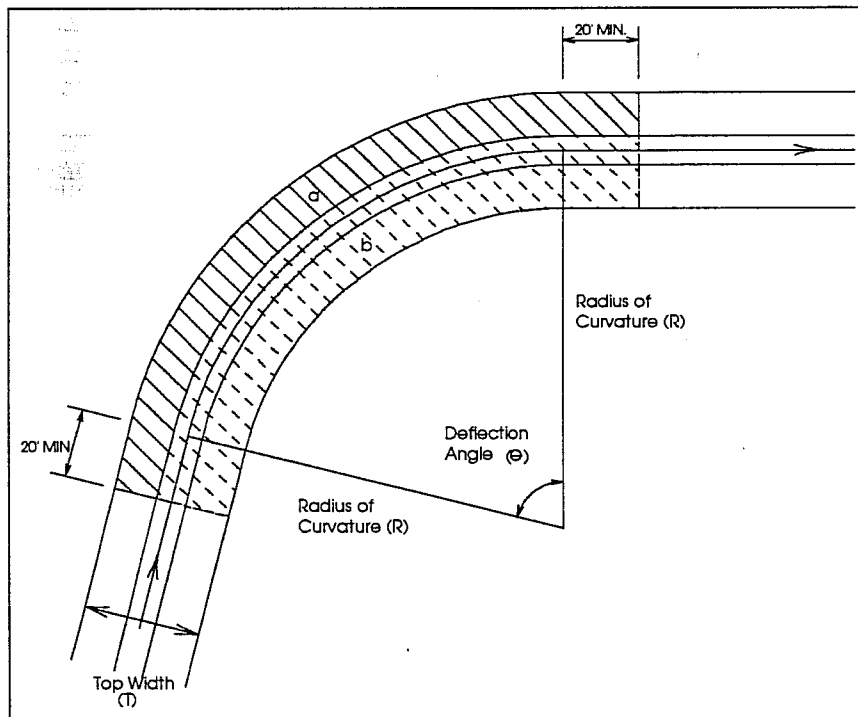 20' MIN.
a
b
Radius of
Curvature (R)
Deflection
Angle (Θ)
20' MIN
Radius of
Curvature (R)
Top Width
(T)